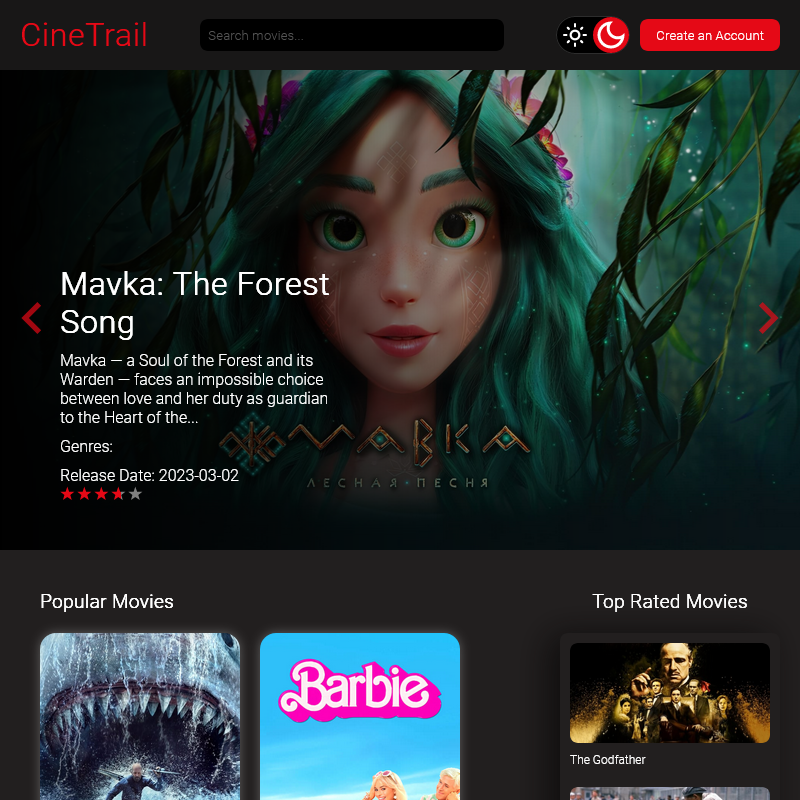 CineTrail
Search movies...
Create an Account
Mavka: The Forest
Song
Mavka — a Soul of the Forest and its
Warden — faces an impossible choice
between love and her duty as guardian
to the Heart of the...
Genres:
Release Date: 2023-03-02
МАВКА
ЛЕСНАЯ • ПЕСНЯ
Popular Movies
Top Rated Movies
Barbie
The Godfather